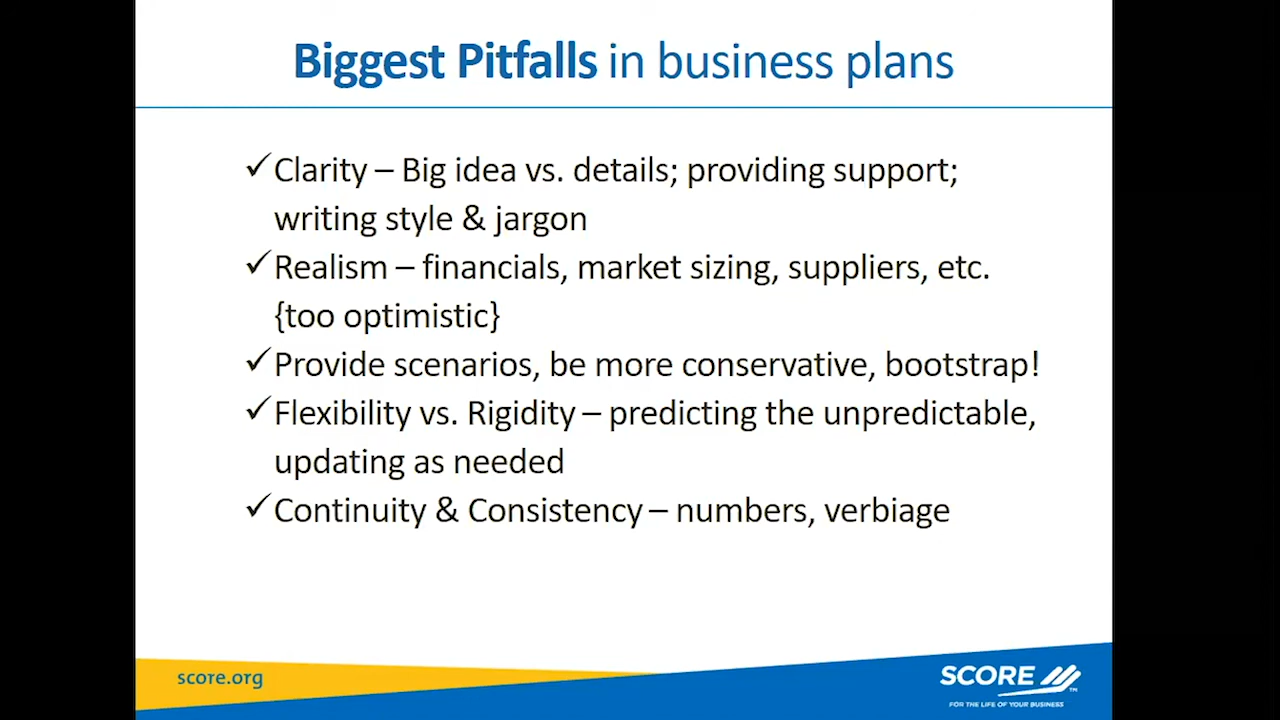 Biggest Pitfalls in business plans
✓Clarity – Big idea vs. details; providing support;
writing style & jargon
✓Realism – financials, market sizing, suppliers, etc.
{too optimistic}
✓Provide scenarios, be more conservative, bootstrap!
✓Flexibility vs. Rigidity – predicting the unpredictable,
updating as needed
✓Continuity & Consistency – numbers, verbiage
score.org
SCORE
TM
FOR THE LIFE OF YOUR BUSINESS